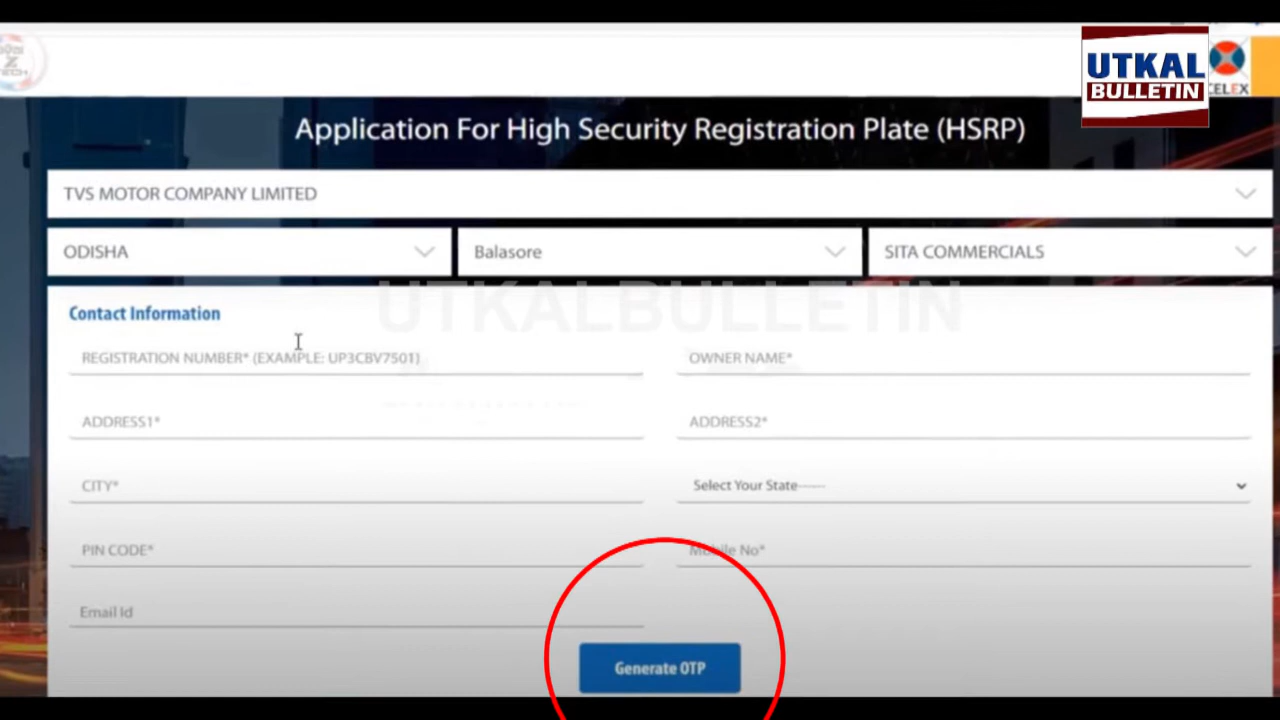 UTKAL
BULLETIN
CELEX
Application For High Security Registration Plate (HSRP)
TVS MOTOR COMPANY LIMITED
ODISHA
Balasore
SITA COMMERCIALS
UTKALBULLETIN
Contact Information
REGISTRATION NUMBER* (EXAMPLE: UP3CBV7501)
OWNER NAME*
ADDRESS1*
ADDRESS2*
CITY*
Select Your State------
PIN CODE*
Mobile No*
Email Id
Generate OTP